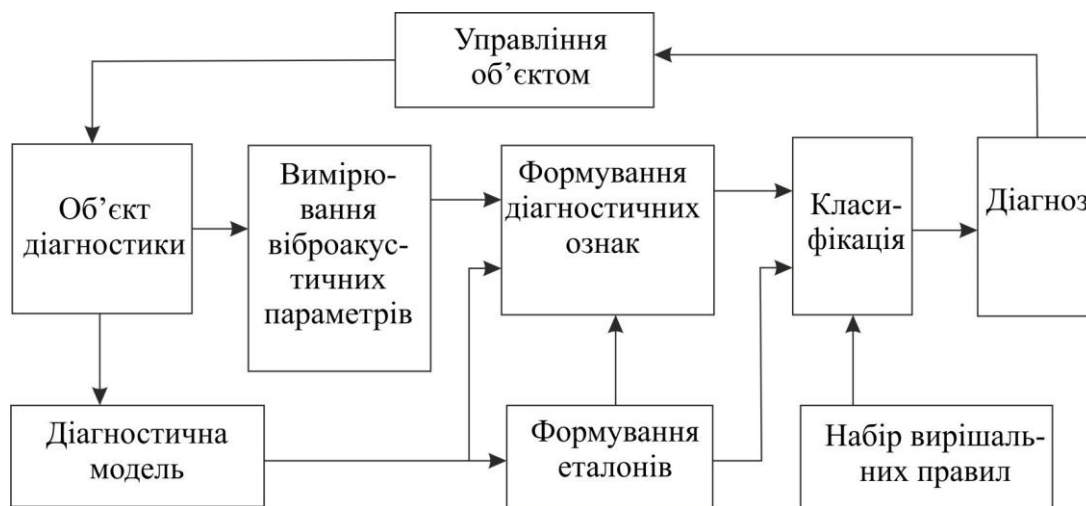 Управління
об’єктом
Об’єкт
діагностики
Вимірю-
вання
віброакус-
тичних
параметрів
Формування
діагностичних
ознак
Класи-
фікація
Діагноз
Діагностична
модель
Формування
еталонів
Набір вирішаль-
них правил